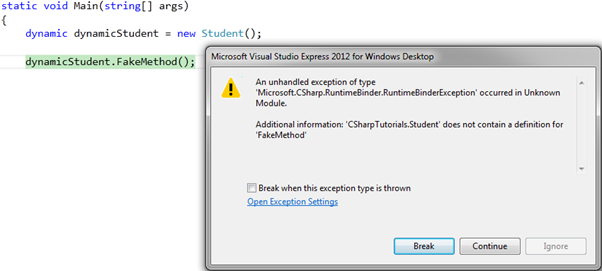 static void Main(string[] args)
{
dynamic dynamicStudent = new Student();
dynamicStudent.FakeMethod();
Microsoft Visual Studio Express 2012 for Windows Desktop
An unhandled exception of type
'Microsoft.CSharp.RuntimeBinder.RuntimeBinderException' occurred in Unknown
Module.
Additional information: 'CSharpTutorials.Student' does not contain a definition for
'FakeMethod'
Break when this exception type is thrown
Open Exception Settings
Break Continue Ignore